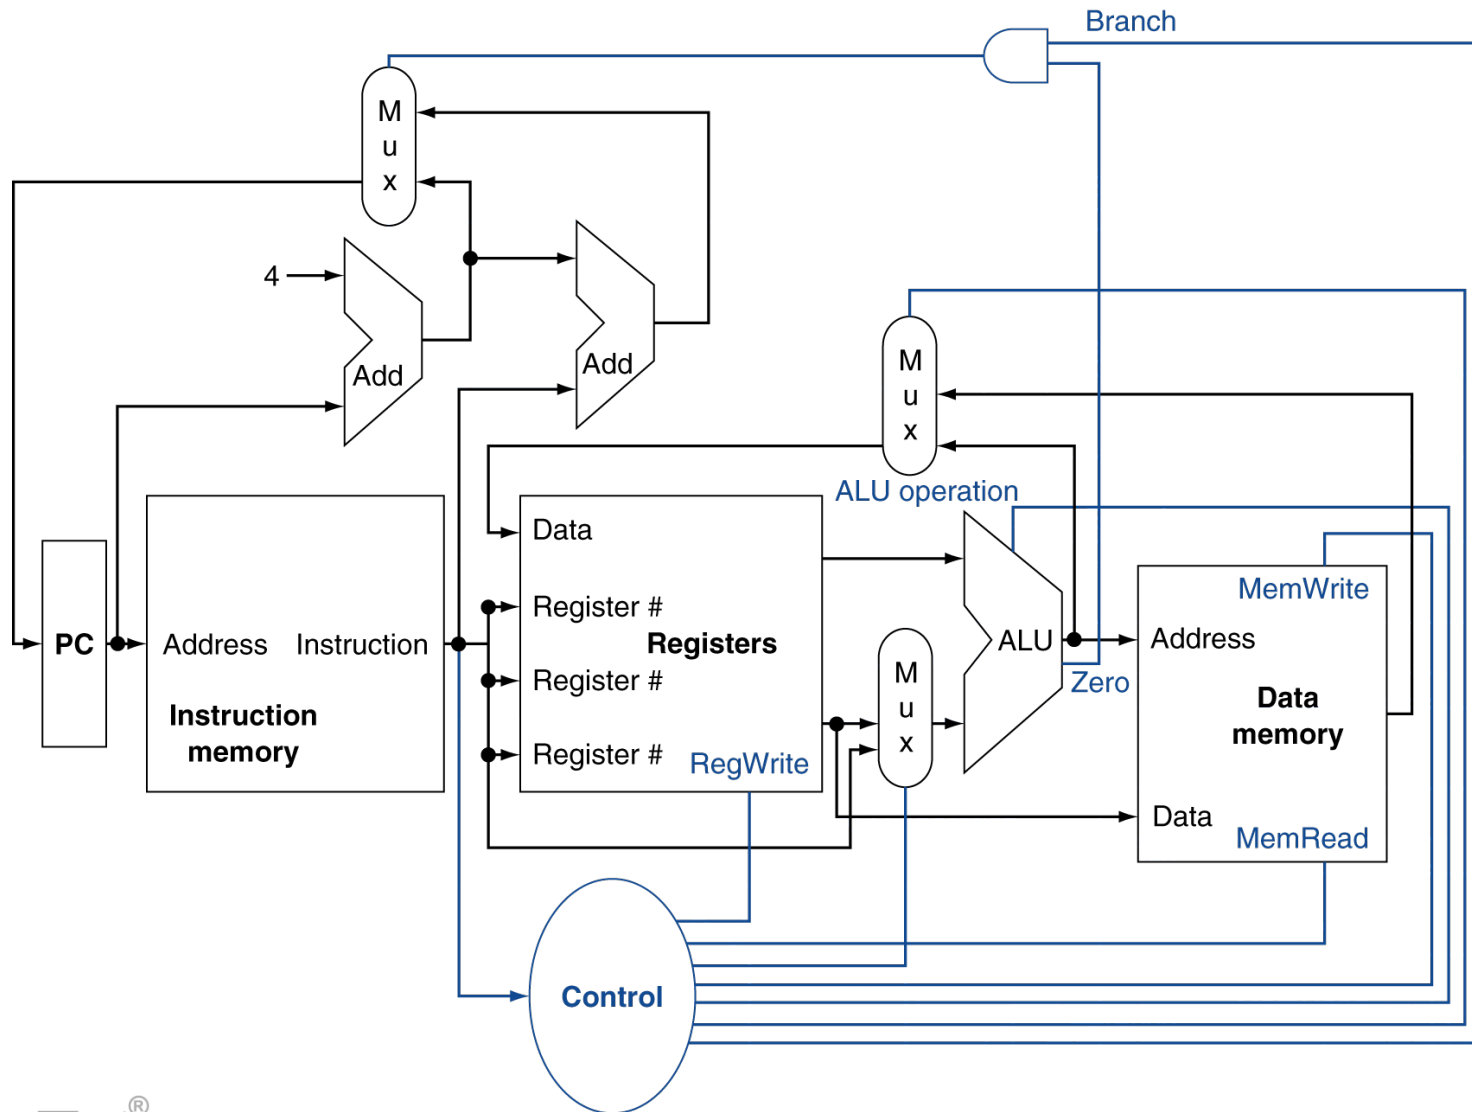 Branch
M
u
x
4
Add
Add
M
u
x
ALU operation
Data
Register #
Register #
Register #
Registers
RegWrite
PC
Address
Instruction
Instruction
memory
M
u
x
ALU
Zero
MemWrite
Address
Data
memory
Data
MemRead
Control
®